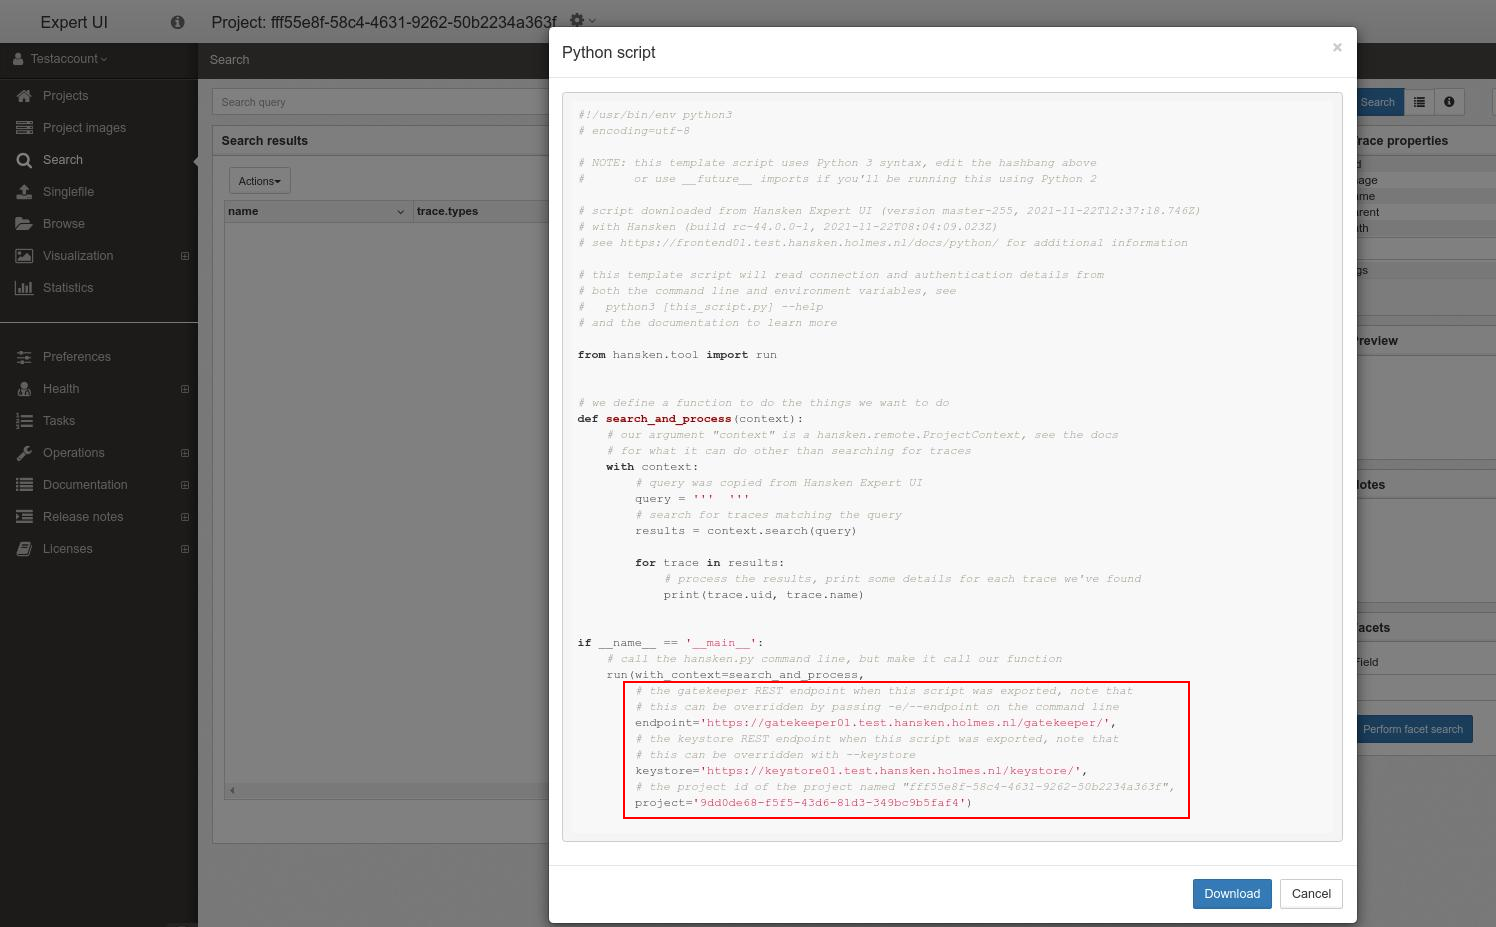 Expert UI
Project: fff55e8f-58c4-4631-9262-50b2234a363f
Testaccount
Search
Projects
Project images
Search
Singlefile
Browse
Visualization
Statistics
Preferences
Health
Tasks
Operations
Documentation
Release notes
Licenses
Search query
Search results
Actions
name
trace.types
Python script
×
#!/usr/bin/env python3
# encoding=utf-8
# NOTE: this template script uses Python 3 syntax, edit the hashbang above
#       or use __future__ imports if you'll be running this using Python 2
# script downloaded from Hansken Expert UI (version master-255, 2021-11-22T12:37:18.746Z)
# with Hansken (build rc-44.0.0-1, 2021-11-22T08:04:09.023Z)
# see https://frontend01.test.hansken.holmes.nl/docs/python/ for additional information
# this template script will read connection and authentication details from
# both the command line and environment variables, see
#   python3 [this_script.py] --help
# and the documentation to learn more
from hansken.tool import run
# we define a function to do the things we want to do
def search_and_process(context):
    # our argument "context" is a hansken.remote.ProjectContext, see the docs
    # for what it can do other than searching for traces
    with context:
        # query was copied from Hansken Expert UI
        query = '''  '''
        # search for traces matching the query
        results = context.search(query)
        for trace in results:
            # process the results, print some details for each trace we've found
            print(trace.uid, trace.name)
if __name__ == '__main__':
    # call the hansken.py command line, but make it call our function
    run(with_context=search_and_process,
        # the gatekeeper REST endpoint when this script was exported, note that
        # this can be overridden by passing -e/--endpoint on the command line
        endpoint='https://gatekeeper01.test.hansken.holmes.nl/gatekeeper/',
        # the keystore REST endpoint when this script was exported, note that
        # this can be overridden with --keystore
        keystore='https://keystore01.test.hansken.holmes.nl/keystore/',
        # the project id of the project named "fff55e8f-58c4-4631-9262-50b2234a363f",
        project='9dd0de68-f5f5-43d6-81d3-349bc9b5faf4')
Download
Cancel
Search
race properties
d
age
me
arent
th
gs
review
otes
acets
Field
Perform facet search